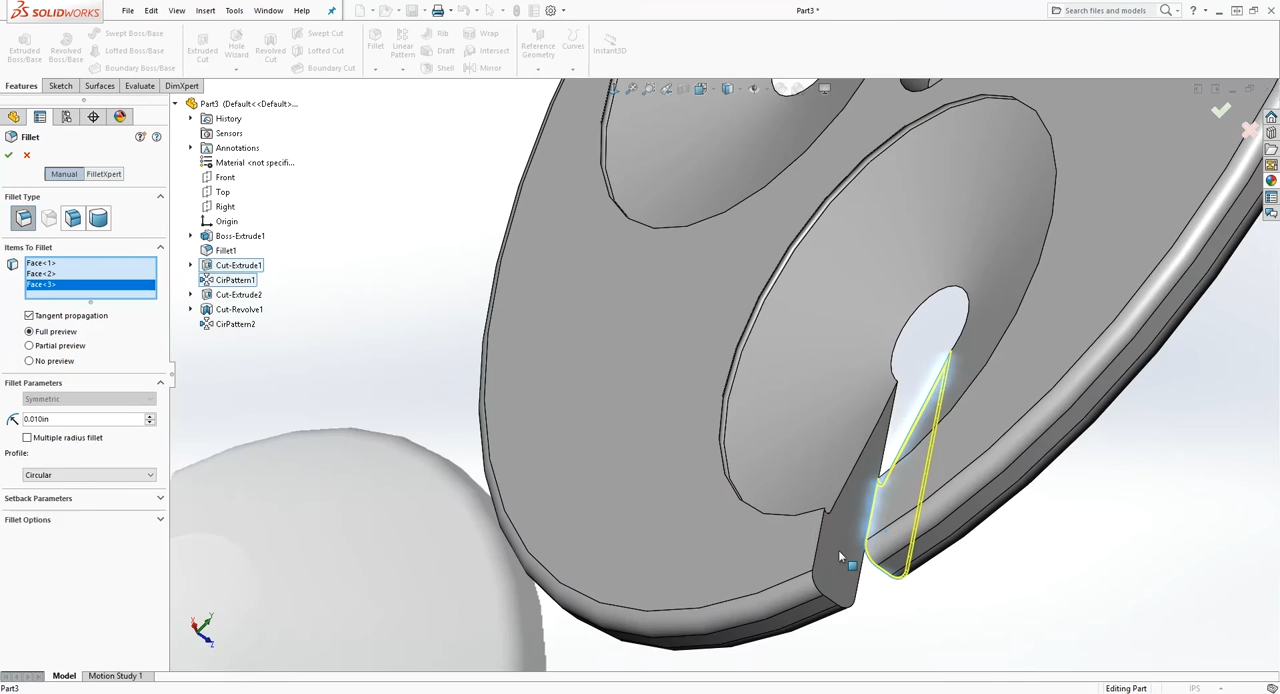 SOLIDWORKS File Edit View Insert Tools Window Help Part3 * Search files and models
Extruded Boss/Base
Revolved Boss/Base
Swept Boss/Base
Lofted Boss/Base
Boundary Boss/Base
Extruded Cut
Hole Wizard
Revolved Cut
Swept Cut
Lofted Cut
Boundary Cut
Fillet
Linear Pattern
Rib
Draft
Shell
Wrap
Intersect
Mirror
Reference Geometry
Curves
Instant3D
Features Sketch Surfaces Evaluate DimXpert
Fillet
Manual FilletXpert
Fillet Type
Items To Fillet
Face<1>
Face<2>
Face<3>
Tangent propagation
Full preview
Partial preview
No preview
Fillet Parameters
Symmetric
0.010in
Multiple radius fillet
Profile:
Circular
Setback Parameters
Fillet Options
Part3 (Default<<Default>...
History
Sensors
Annotations
Material <not specifi...
Front
Top
Right
Origin
Boss-Extrude1
Fillet1
Cut-Extrude1
CirPattern1
Cut-Extrude2
Cut-Revolve1
CirPattern2
Y
X
Z
Model Motion Study 1
Part3 Editing Part IPS